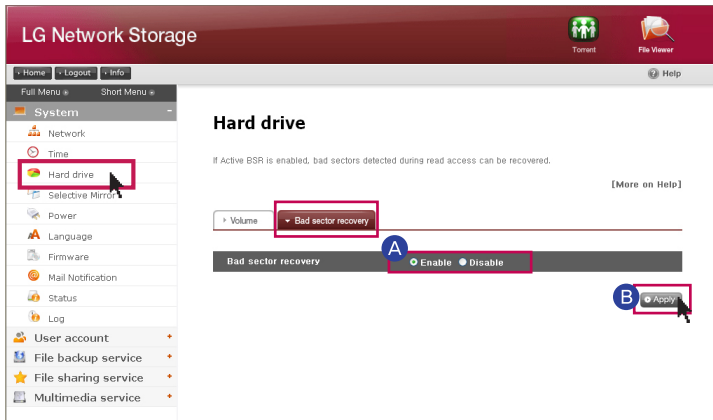 LG Network Storage
Torrent
File Viewer
Home Logout Info
Help
Full Menu Short Menu
System -
Network
Time
Hard drive
Selective Mirror
Power
Language
Firmware
Mail Notification
Status
Log
User account +
File backup service +
File sharing service +
Multimedia service +
Hard drive
If Active BSR is enabled, bad sectors detected during read access can be recovered.
[More on Help]
Volume Bad sector recovery
A
Bad sector recovery Enable Disable
B Apply